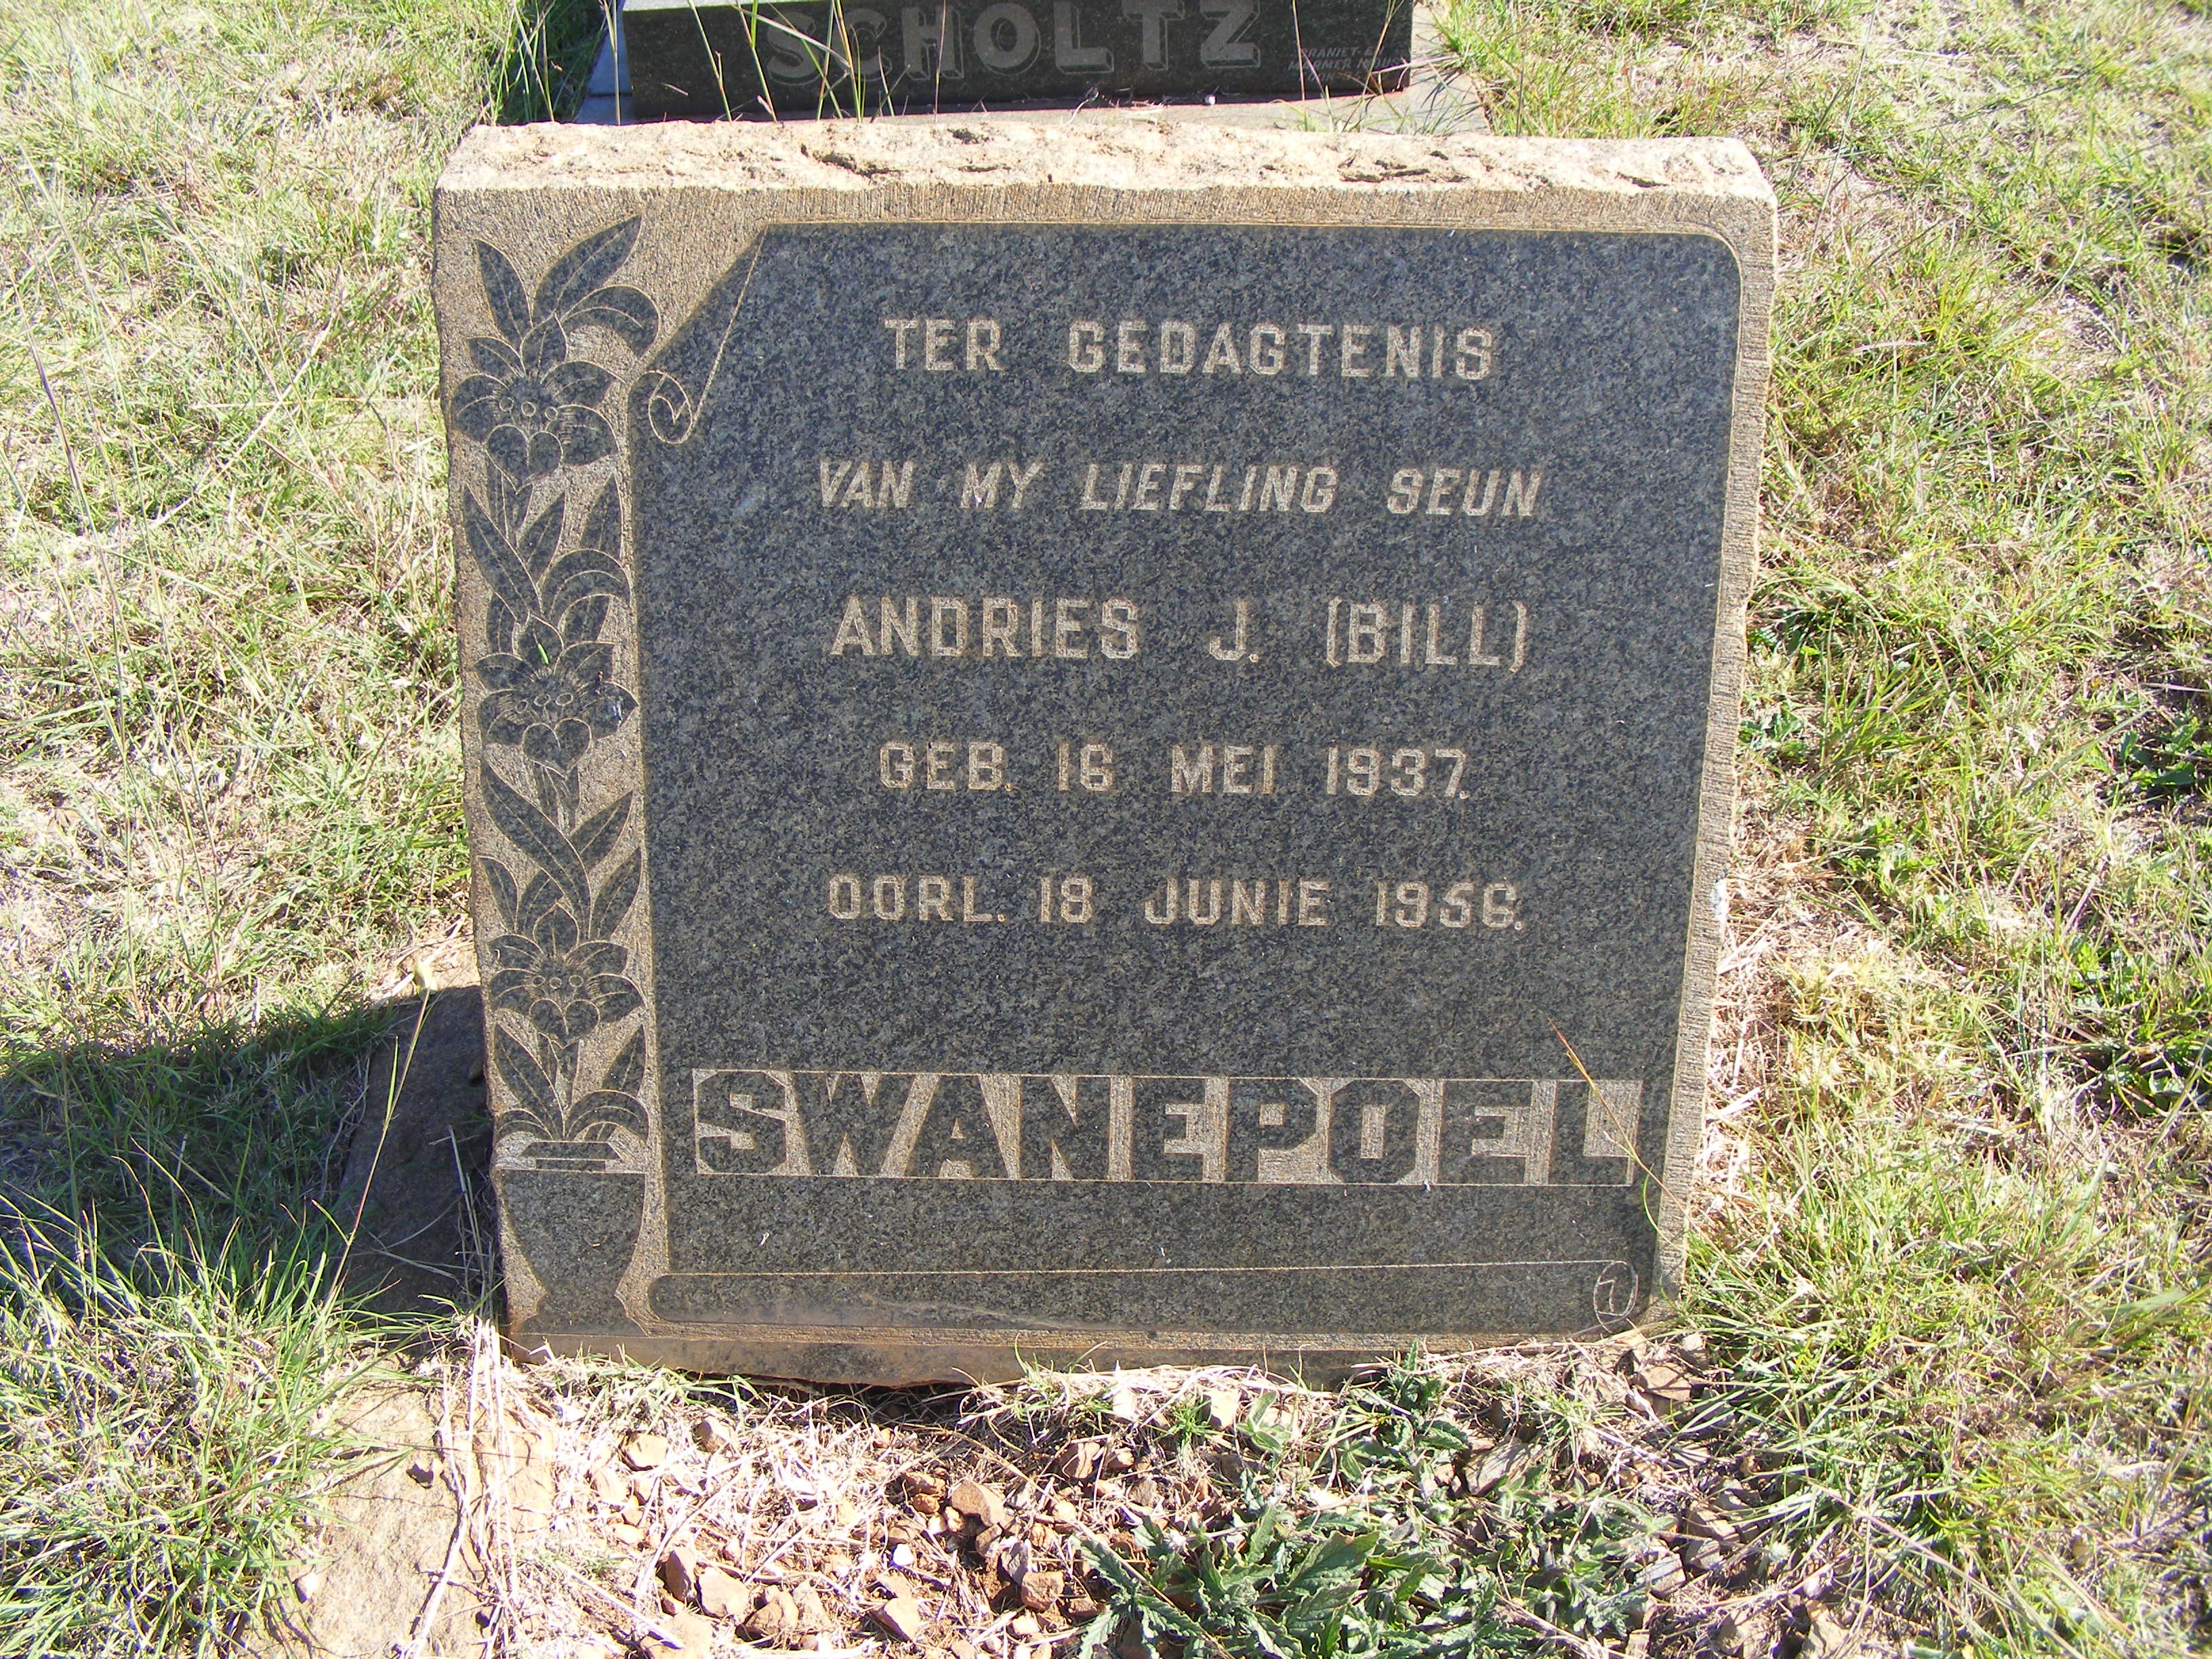 SCHOLTZ
TER GEDAGTENIS
VAN MY LIEFLING SEUN
ANDRIES J. (BILL)
GEB. 16 MEI 1937.
OORL. 18 JUNIE 1956.
SWANEPOEL